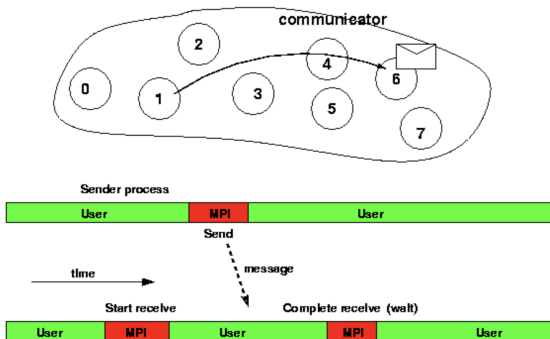 communicator
2
4
0
1
3
6
5
7
Sender process
User MPI User
Send
message
time
Start receive Complete receive (wait)
User MPI User MPI User